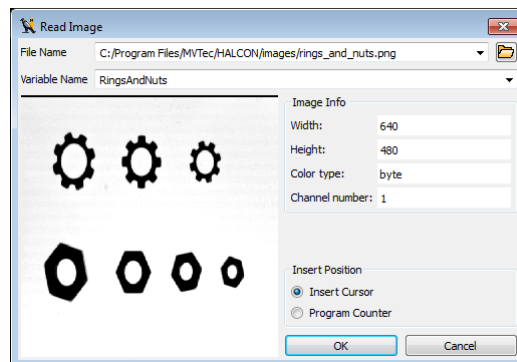 Read Image
File Name C:/Program Files/MVTec/HALCON/images/rings_and_nuts.png
Variable Name RingsAndNuts
Image Info
Width: 640
Height: 480
Color type: byte
Channel number: 1
Insert Position
Insert Cursor
Program Counter
OK Cancel